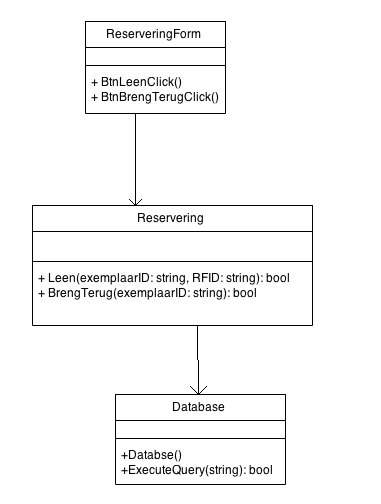 ReserveringForm
+ BtnLeenClick()
+ BtnBrengTerugClick()
Reservering
+ Leen(exemplaarID: string, RFID: string): bool
+ BrengTerug(exemplaarID: string): bool
Database
+Databse()
+ExecuteQuery(string): bool